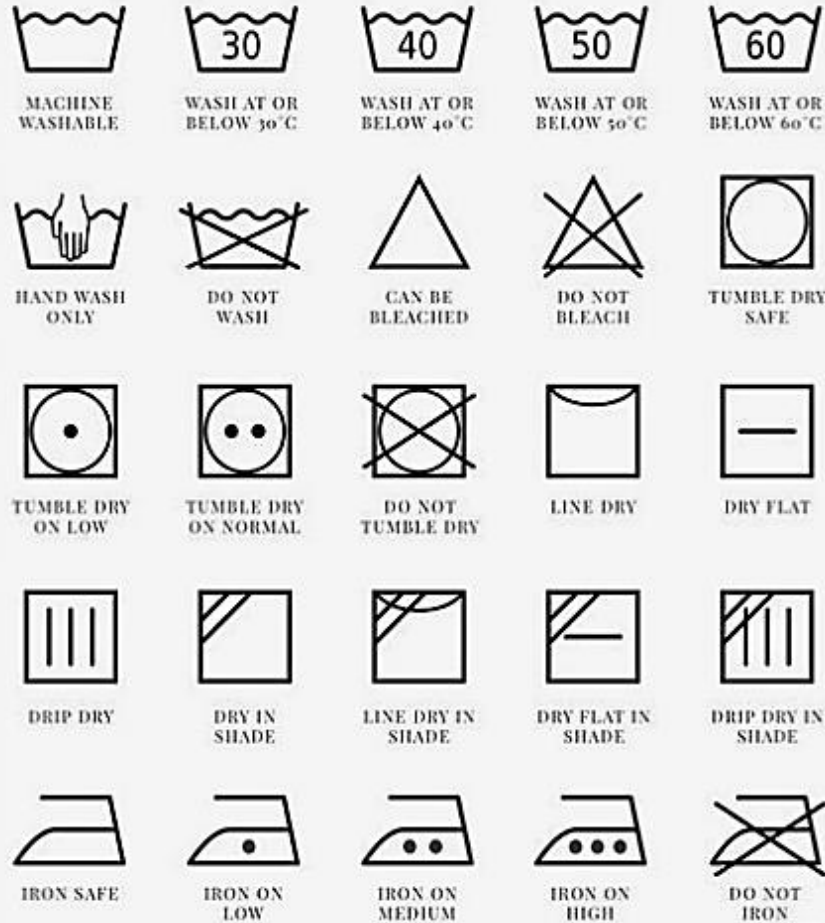 30
40
50
60
MACHINE
WASHABLE
WASH AT OR
BELOW 30°C
WASH AT OR
BELOW 40°C
WASH AT OR
BELOW 50°C
WASH AT OR
BELOW 60°C
HAND WASH
ONLY
DO NOT
WASH
CAN BE
BLEACHED
DO NOT
BLEACH
TUMBLE DRY
SAFE
TUMBLE DRY
ON LOW
TUMBLE DRY
ON NORMAL
DO NOT
TUMBLE DRY
LINE DRY
DRY FLAT
DRIP DRY
DRY IN
SHADE
LINE DRY IN
SHADE
DRY FLAT IN
SHADE
DRIP DRY IN
SHADE
IRON SAFE
IRON ON
LOW
IRON ON
MEDIUM
IRON ON
HIGH
DO NOT
IRON